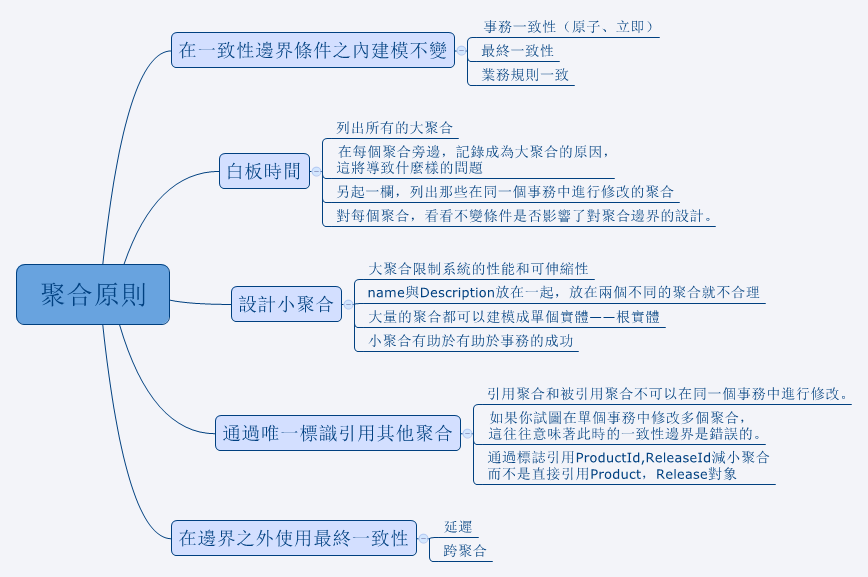 聚合原則
在一致性邊界條件之內建模不變
事務一致性（原子、立即）
最終一致性
業務規則一致
白板時間
列出所有的大聚合
在每個聚合旁邊，記錄成為大聚合的原因，
這將導致什麼樣的問題
另起一欄，列出那些在同一個事務中進行修改的聚合
對每個聚合，看看不變條件是否影響了對聚合邊界的設計。
設計小聚合
大聚合限制系統的性能和可伸縮性
name與Description放在一起，放在兩個不同的聚合就不合理
大量的聚合都可以建模成單個實體——根實體
小聚合有助於有助於事務的成功
通過唯一標識引用其他聚合
引用聚合和被引用聚合不可以在同一個事務中進行修改。
如果你試圖在單個事務中修改多個聚合，
這往往意味著此時的一致性邊界是錯誤的。
通過標誌引用ProductId,ReleaseId減小聚合
而不是直接引用Product，Release對象
在邊界之外使用最終一致性
延遲
跨聚合